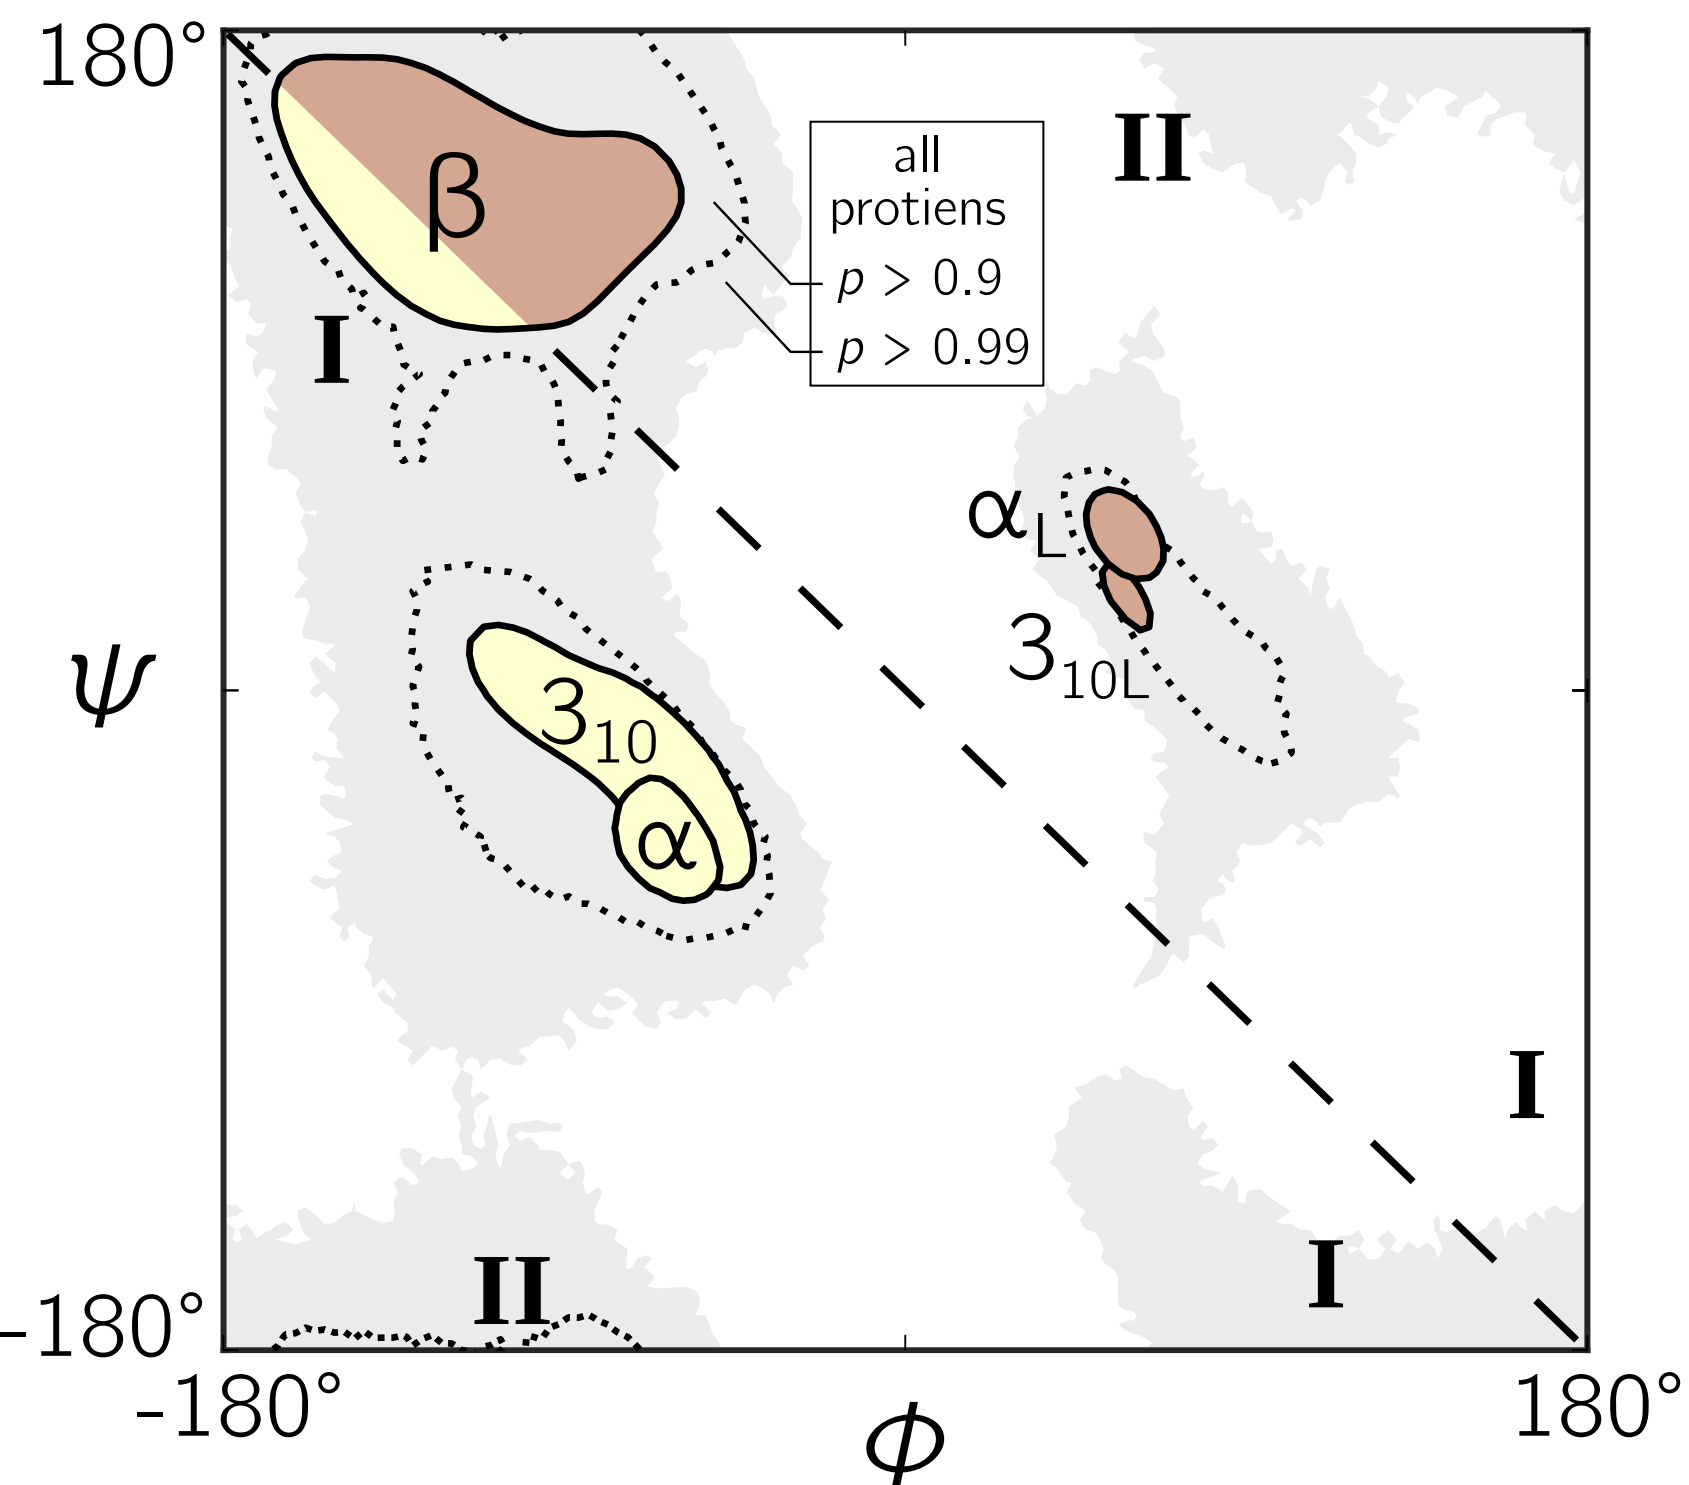 180°
II
all
protiens
p > 0.9
p > 0.99
β
I
αL
310L
ψ
310
α
I
II
I
-180°
-180°
180°
ϕ